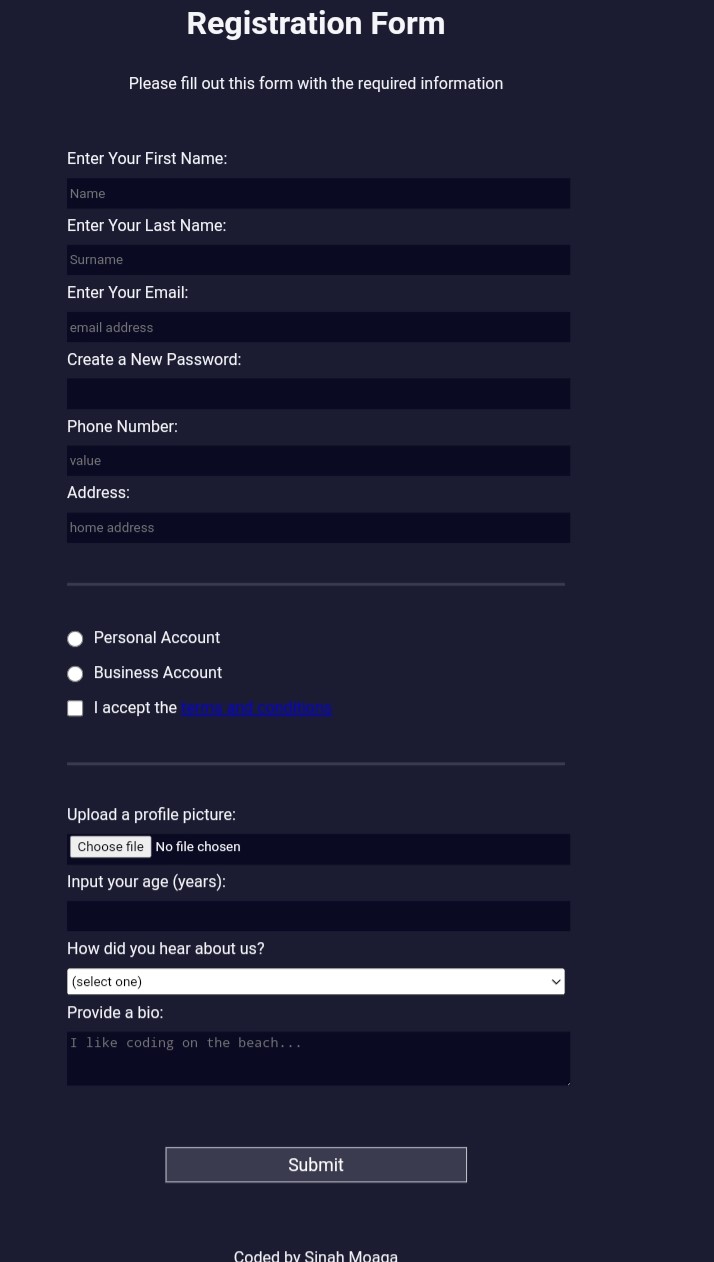 Registration Form
Please fill out this form with the required information
Enter Your First Name:
Name
Enter Your Last Name:
Surname
Enter Your Email:
email address
Create a New Password:
Phone Number:
value
Address:
home address
Personal Account
Business Account
I accept the terms and conditions
Upload a profile picture:
Choose file No file chosen
Input your age (years):
How did you hear about us?
(select one)
Provide a bio:
I like coding on the beach...
Submit
Coded by Sinah Moaga